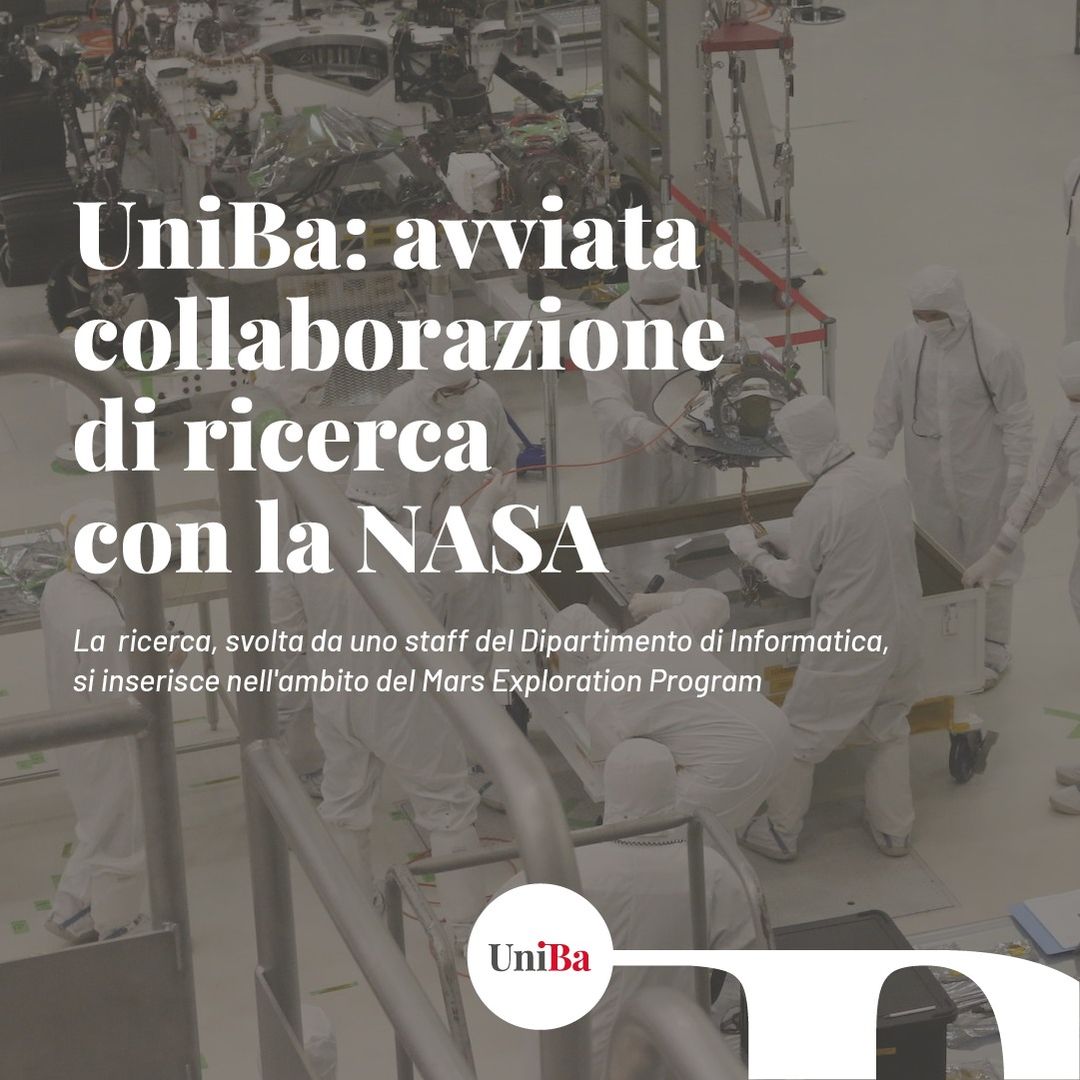 UniBa: avviata
collaborazione
di ricerca
con la NASA
La  ricerca, svolta da uno staff del Dipartimento di Informatica,
si inserisce nell'ambito del Mars Exploration Program
UniBa